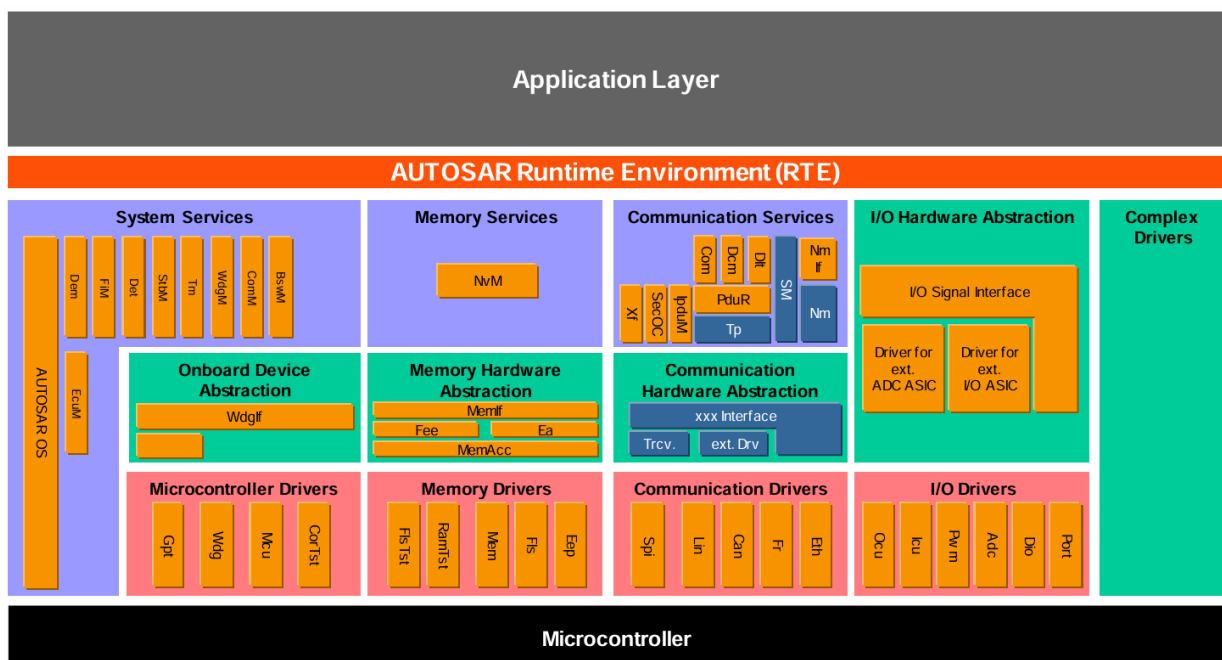 Application Layer
AUTOSAR Runtime Environment (RTE)
System Services
AUTOSAR OS
Dem
FiM
Det
StbM
Tm
WdgM
ComM
BswM
EcuM
Memory Services
NvM
Communication Services
Com
Dcm
Dlt
SM
Nm
If
Xf
SecOC
IpduM
PduR
Tp
Nm
I/O Hardware Abstraction
I/O Signal Interface
Driver for
ext.
ADC ASIC
Driver for
ext.
I/O ASIC
Complex
Drivers
Onboard Device
Abstraction
WdgIf
Memory Hardware
Abstraction
MemIf
Fee
Ea
MemAcc
Communication
Hardware Abstraction
xxx Interface
Trcv.
ext. Drv
Microcontroller Drivers
Gpt
Wdg
Mcu
CorTst
Memory Drivers
Fls Tst
RamTst
Mem
Fls
Eep
Communication Drivers
Spi
Lin
Can
Fr
Eth
I/O Drivers
Ocu
Icu
Pwm
Adc
Dio
Port
Microcontroller